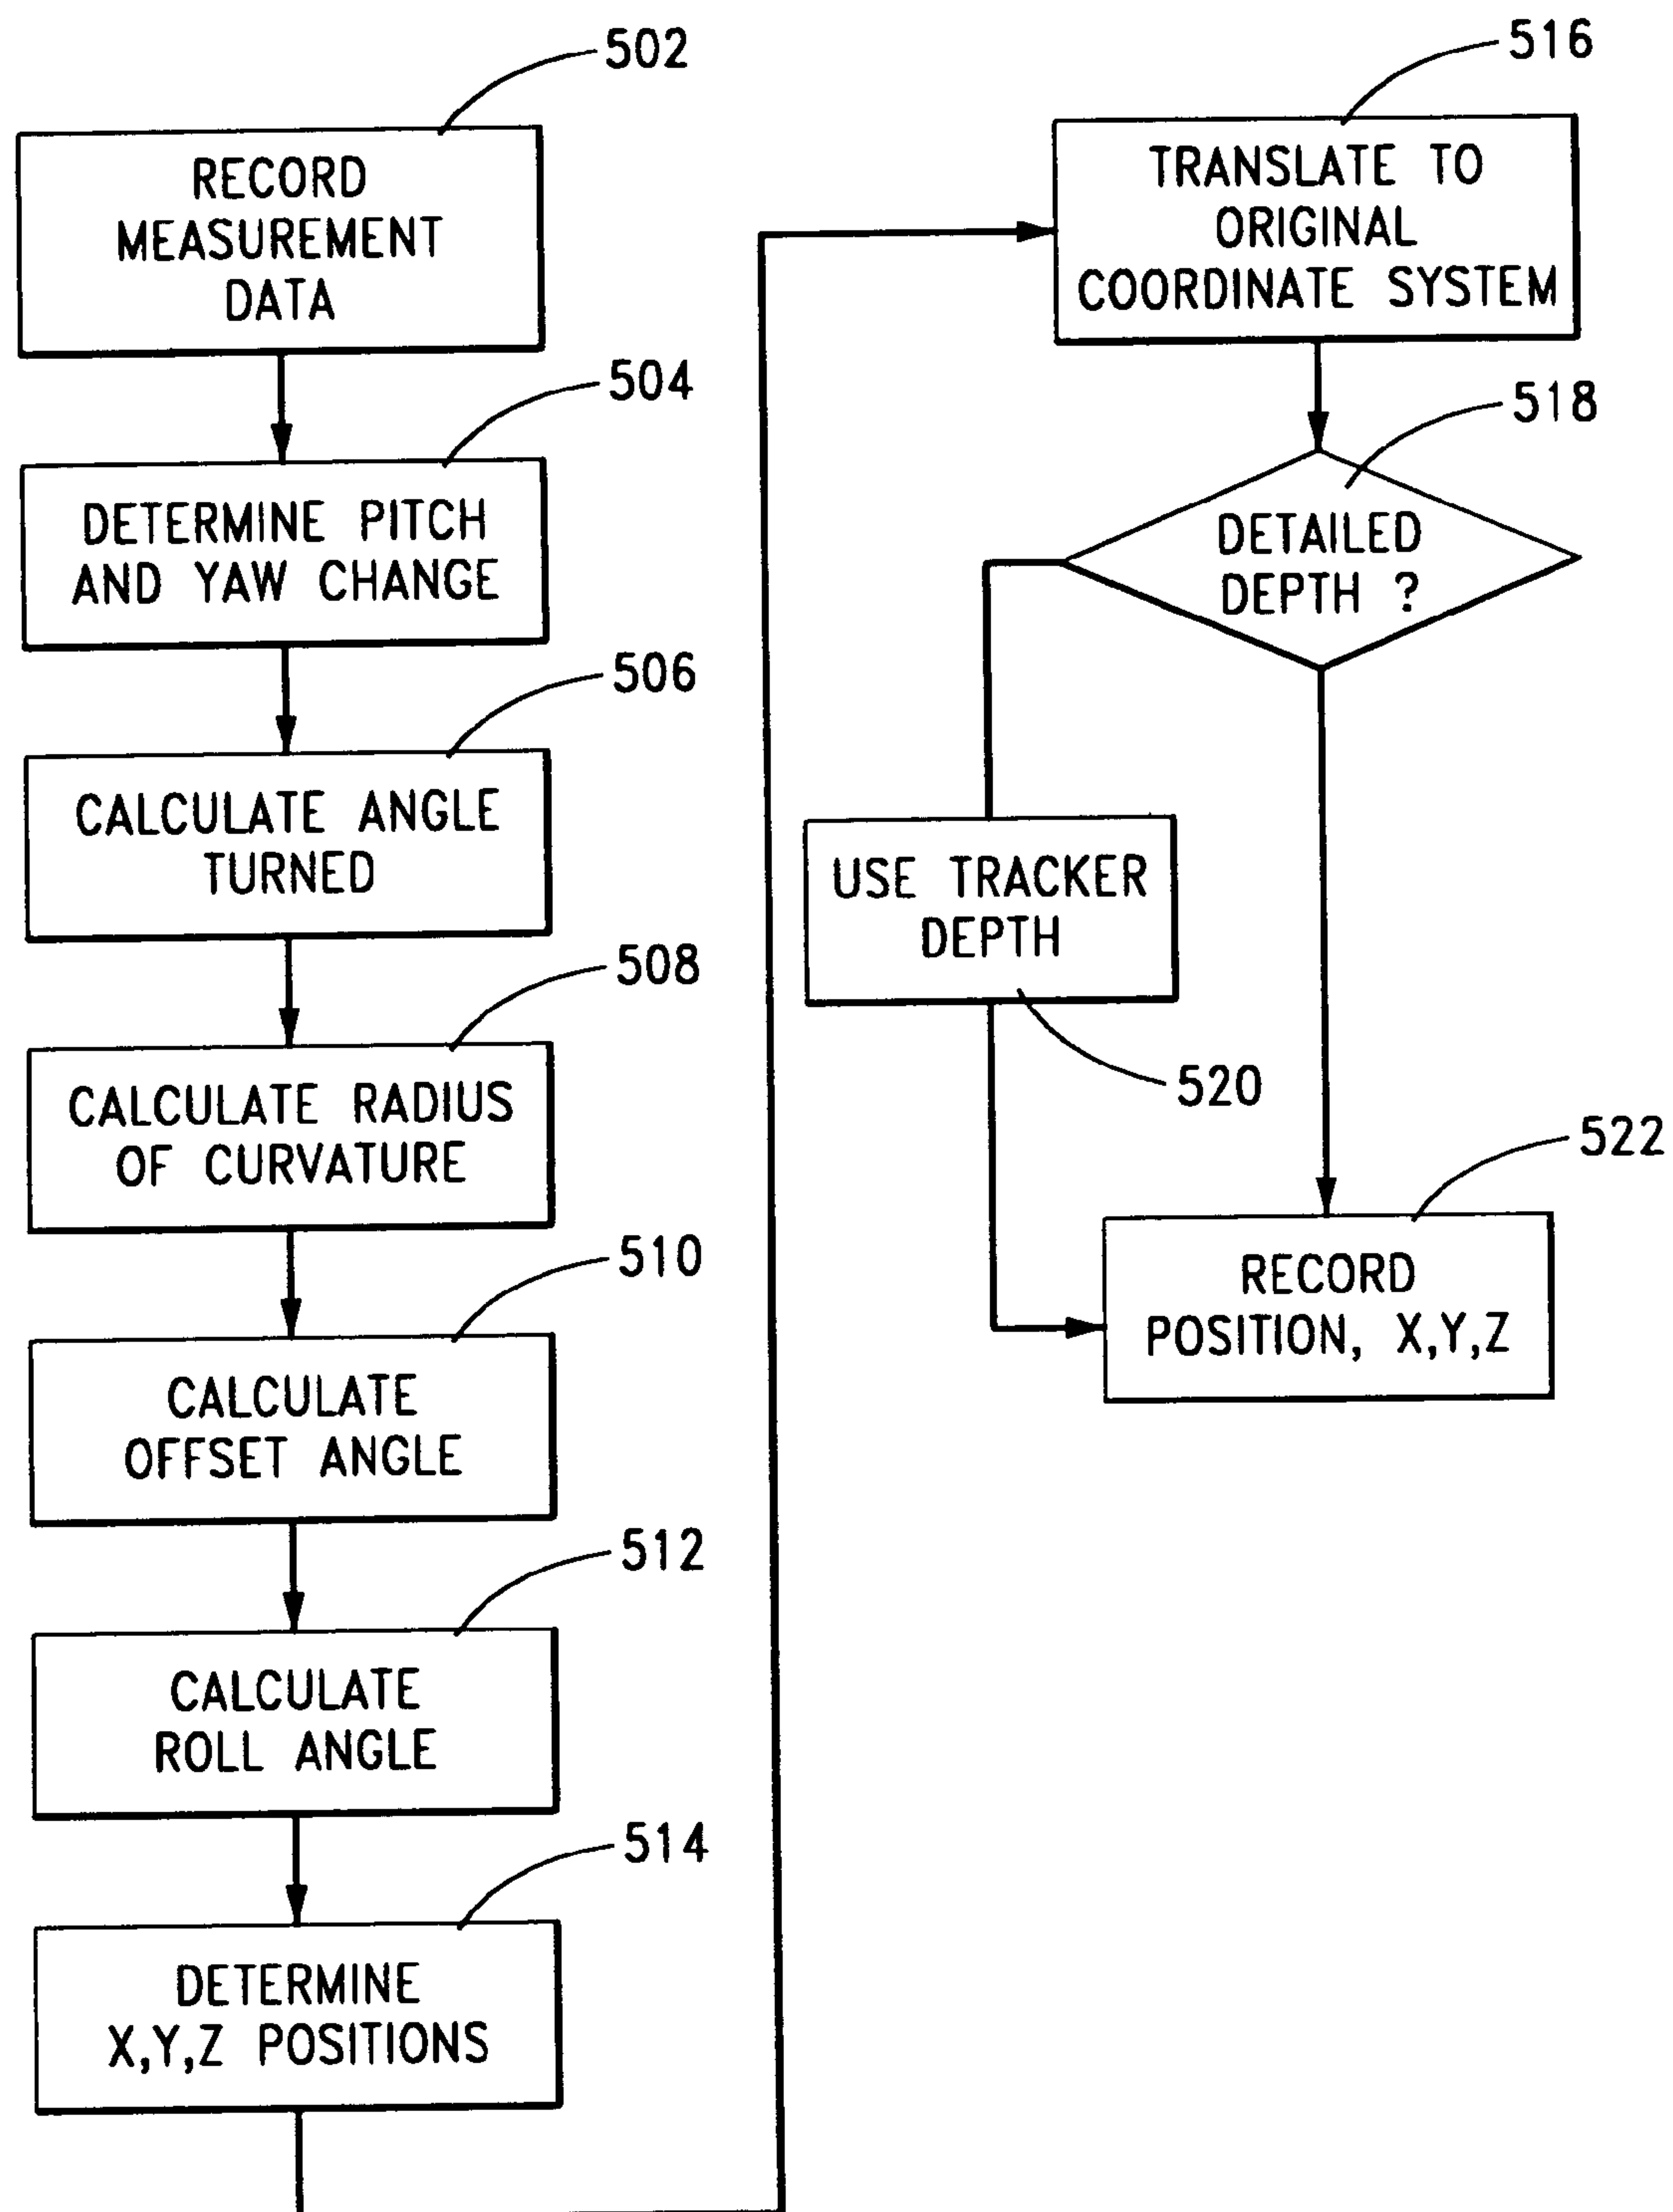 502
RECORD
MEASUREMENT
DATA
504
DETERMINE PITCH
AND YAW CHANGE
506
CALCULATE ANGLE
TURNED
508
CALCULATE RADIUS
OF CURVATURE
510
CALCULATE
OFFSET ANGLE
512
CALCULATE
ROLL ANGLE
514
DETERMINE
X,Y,Z POSITIONS
516
TRANSLATE TO
ORIGINAL
COORDINATE SYSTEM
518
DETAILED
DEPTH ?
USE TRACKER
DEPTH
520
522
RECORD
POSITION, X,Y,Z